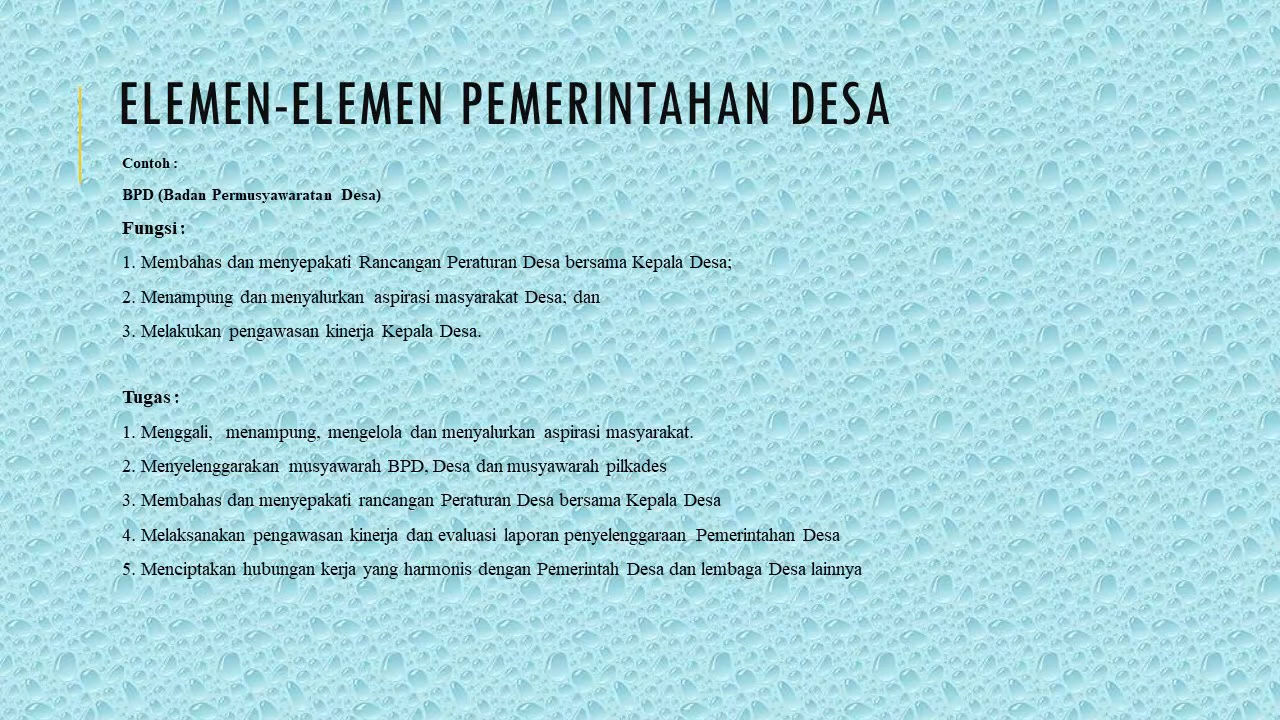 ELEMEN-ELEMEN PEMERINTAHAN DESA
Contoh :
BPD (Badan Permusyawaratan Desa)
Fungsi :
1. Membahas dan menyepakati Rancangan Peraturan Desa bersama Kepala Desa;
2. Menampung dan menyalurkan aspirasi masyarakat Desa; dan
3. Melakukan pengawasan kinerja Kepala Desa.
Tugas :
1. Menggali, menampung, mengelola dan menyalurkan aspirasi masyarakat.
2. Menyelenggarakan musyawarah BPD, Desa dan musyawarah pilkades
3. Membahas dan menyepakati rancangan Peraturan Desa bersama Kepala Desa
4. Melaksanakan pengawasan kinerja dan evaluasi laporan penyelenggaraan Pemerintahan Desa
5. Menciptakan hubungan kerja yang harmonis dengan Pemerintah Desa dan lembaga Desa lainnya